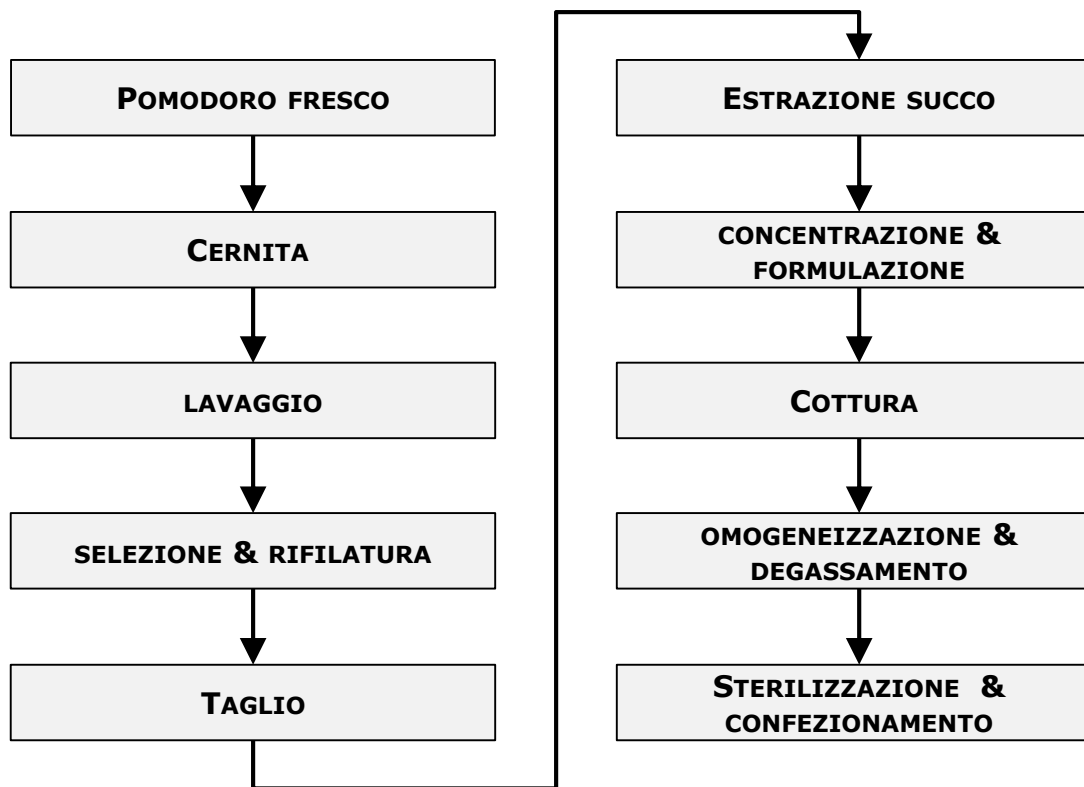 POMODORO FRESCO
CERNITA
LAVAGGIO
SELEZIONE & RIFILATURA
TAGLIO
ESTRAZIONE SUCCO
CONCENTRAZIONE &
FORMULAZIONE
COTTURA
OMOGENEIZZAZIONE &
DEGASSAMENTO
STERILIZZAZIONE &
CONFEZIONAMENTO